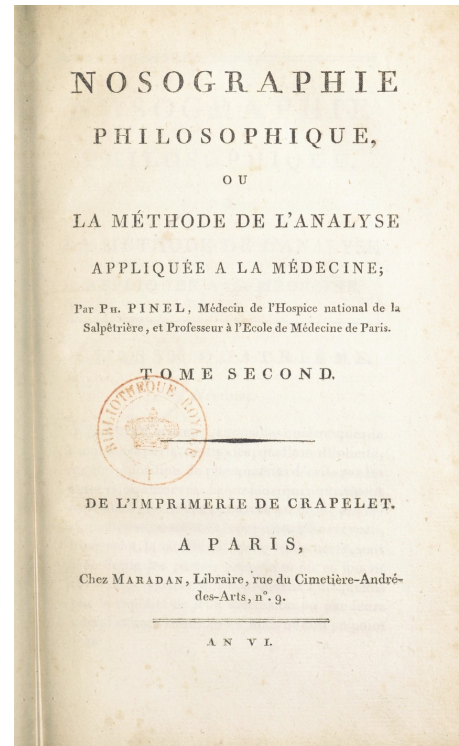 NOSOGRAPHIE
PHILOSOPHIQUE,
OU
LA MÉTHODE DE L'ANALYSE
APPLIQUÉE A LA MÉDECINE;
Par PH. PINEL, Médecin de l'Hospice national de la
Salpêtrière, et Professeur à l'Ecole de Médecine de Paris.
TOME SECOND.
BIBLIOTHEQUE ROYALE
I
DE L'IMPRIMERIE DE CRAPELET.
A PARIS,
Chez MARADAN, Libraire, rue du Cimetière-André-
des-Arts, n°. 9.
AN VI.